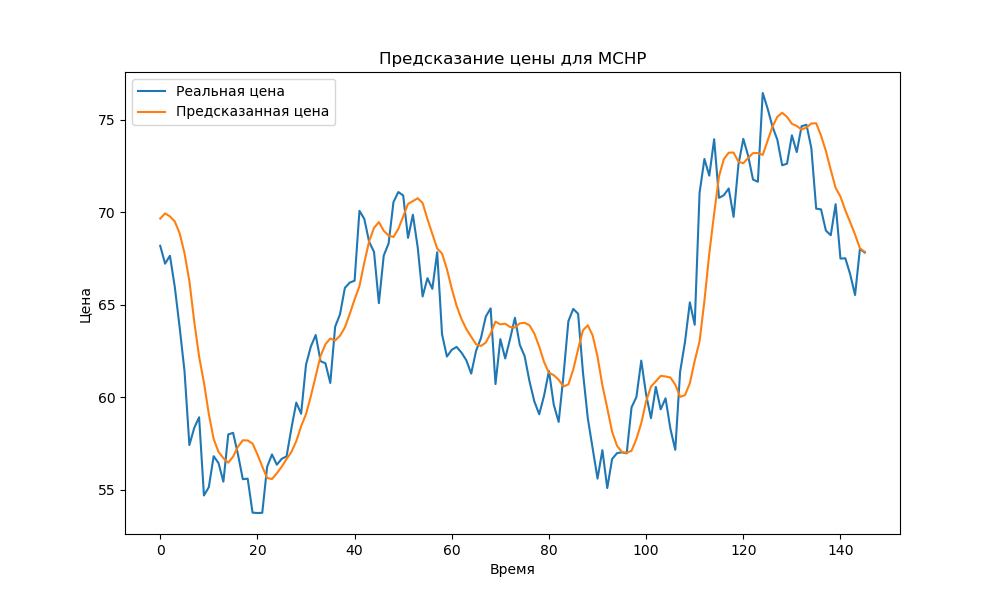 Предсказание цены для MCHP
Реальная цена
Предсказанная цена
Цена
75
70
65
60
55
0 20 40 60 80 100 120 140
Время